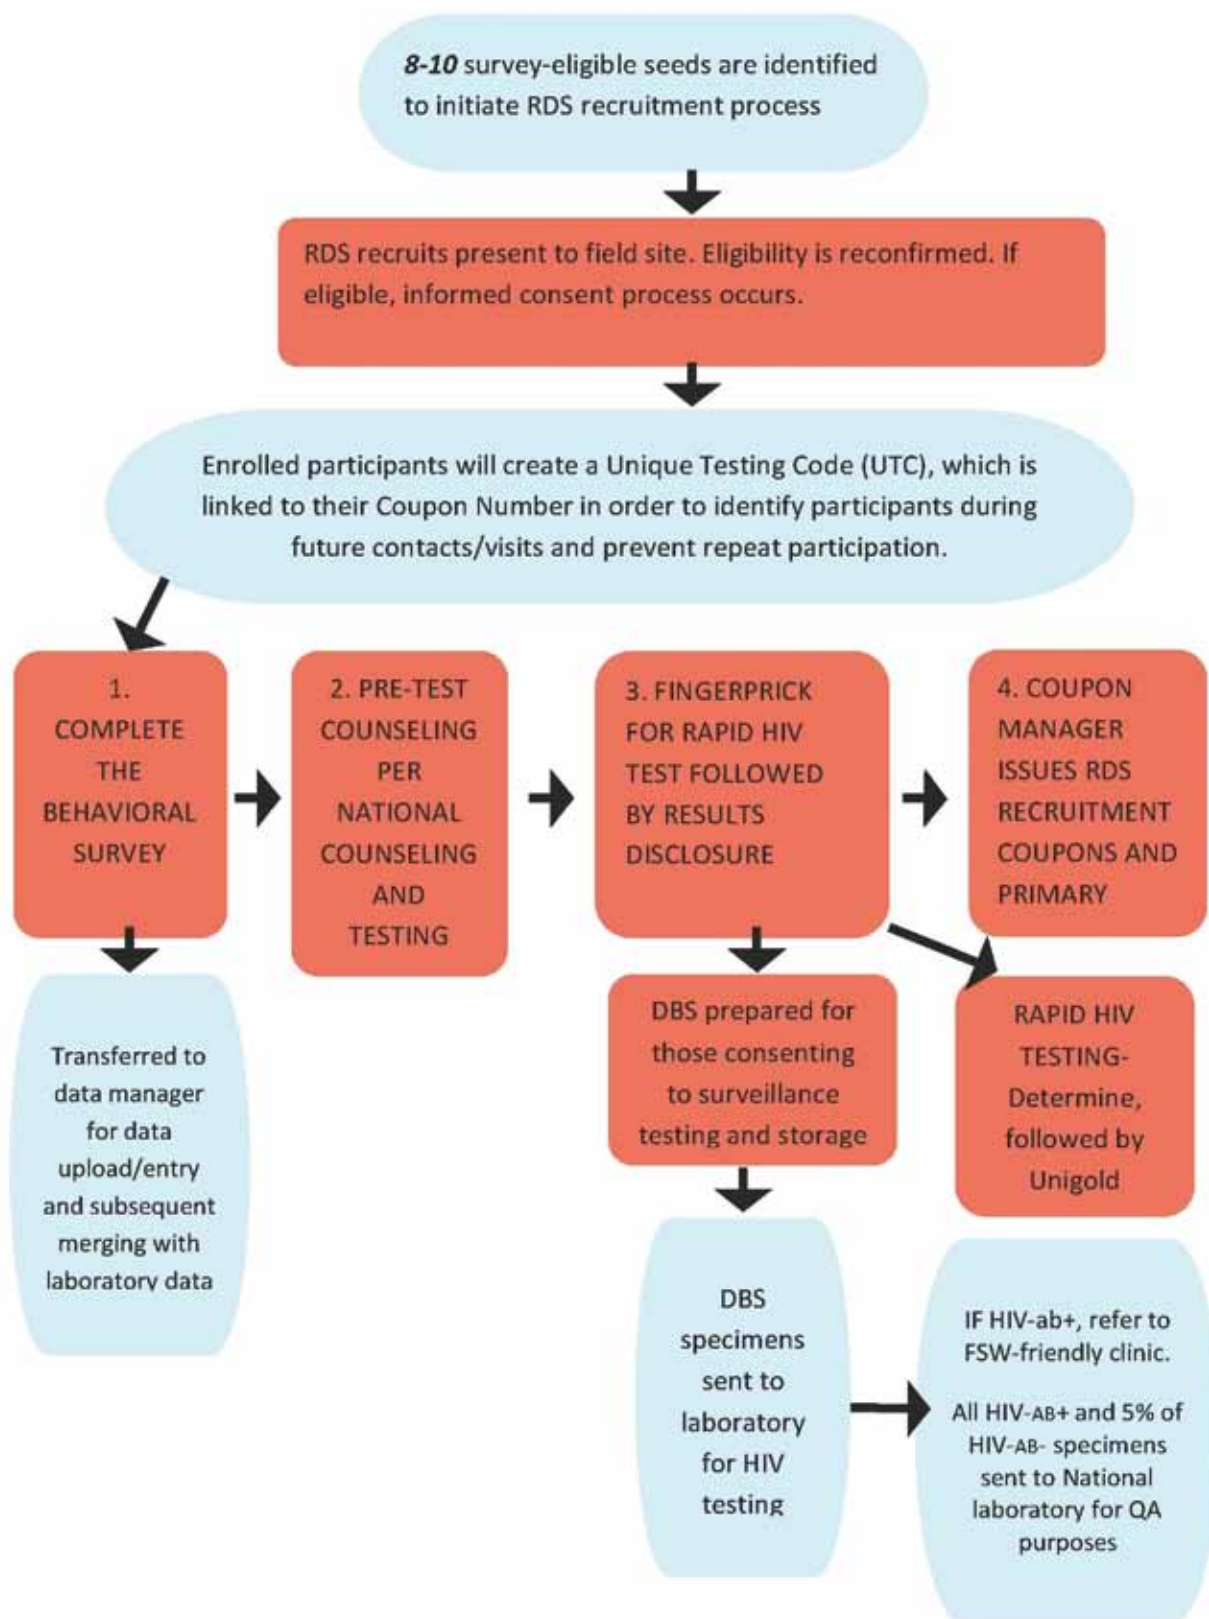 8-10 survey-eligible seeds are identified
to initiate RDS recruitment process
RDS recruits present to field site. Eligibility is reconfirmed. If
eligible, informed consent process occurs.
Enrolled participants will create a Unique Testing Code (UTC), which is
linked to their Coupon Number in order to identify participants during
future contacts/visits and prevent repeat participation.
1.
COMPLETE
THE
BEHAVIORAL
SURVEY
2. PRE-TEST
COUNSELING
PER
NATIONAL
COUNSELING
AND
TESTING
3. FINGERPRICK
FOR RAPID HIV
TEST FOLLOWED
BY RESULTS
DISCLOSURE
4. COUPON
MANAGER
ISSUES RDS
RECRUITMENT
COUPONS AND
PRIMARY
Transferred to
data manager
for data
upload/entry
and subsequent
merging with
laboratory data
DBS prepared for
those consenting
to surveillance
testing and storage
RAPID HIV
TESTING-
Determine,
followed by
Unigold
DBS
specimens
sent to
laboratory
for HIV
testing
IF HIV-ab+, refer to
FSW-friendly clinic.
All HIV-AB+ and 5% of
HIV-AB- specimens
sent to National
laboratory for QA
purposes